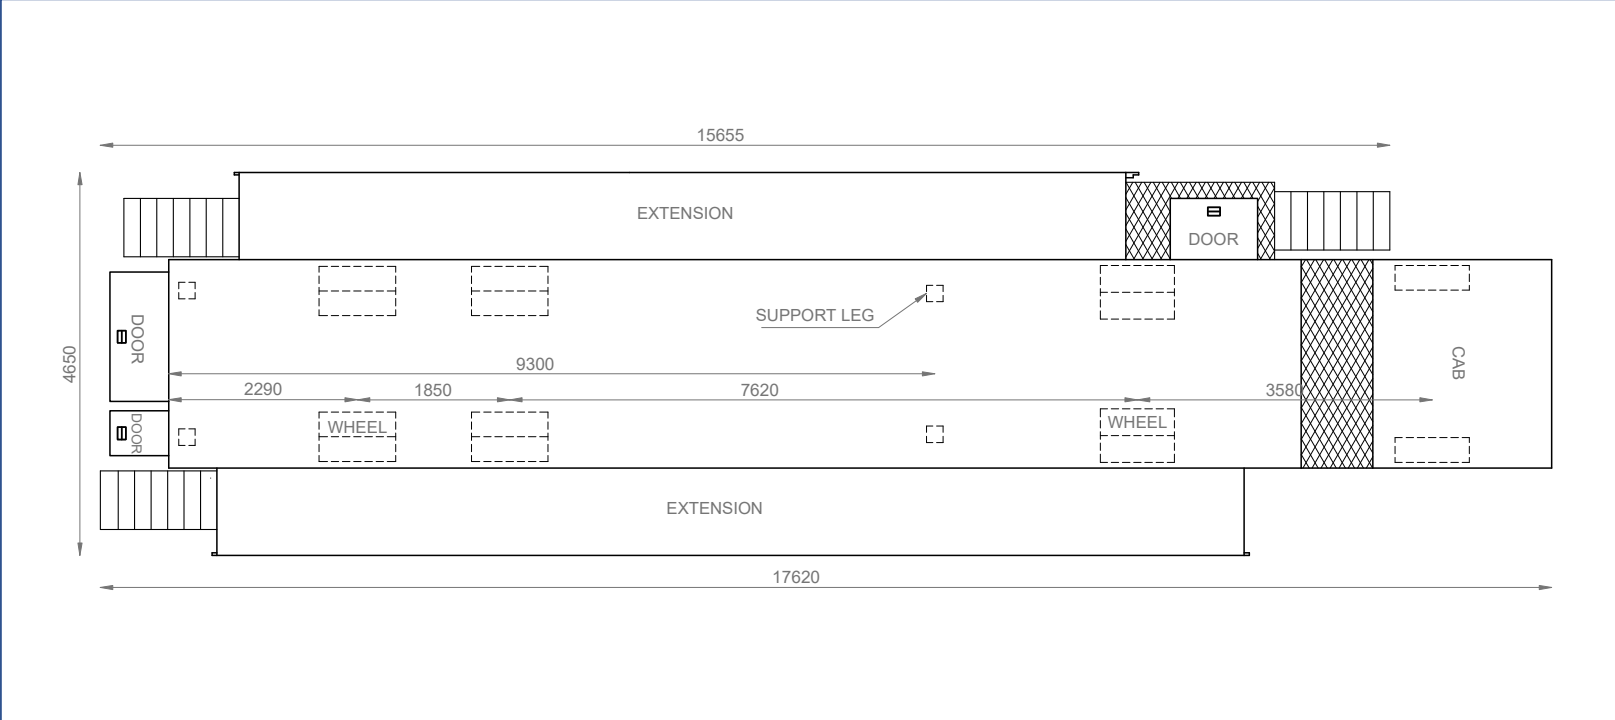 15655
EXTENSION
DOOR
4650
DOOR
SUPPORT LEG
CAB
9300
2290
1850
7620
3580
DOOR
WHEEL
WHEEL
EXTENSION
17620